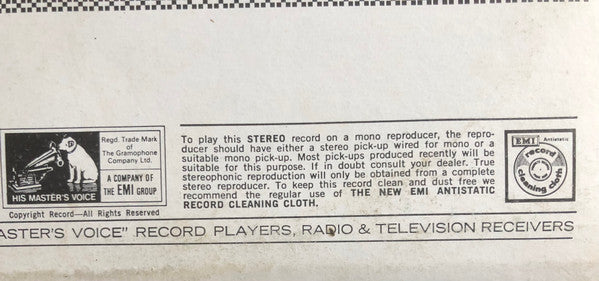 Regd. Trade Mark
of
The Gramophone
Company Ltd.
A COMPANY OF
THE EMI GROUP
HIS MASTER'S VOICE
Copyright Record—All Rights Reserved
To play this STEREO record on a mono reproducer, the repro-
ducer should have either a stereo pick-up wired for mono or a
suitable mono pick-up. Most pick-ups produced recently will be
suitable for this purpose. If in doubt consult your dealer. True
stereophonic reproduction will only be obtained from a complete
stereo reproducer. To keep this record clean and dust free we
recommend the regular use of THE NEW EMI ANTISTATIC
RECORD CLEANING CLOTH.
EMI Antistatic
record
cleaning cloth
ASTER'S VOICE" RECORD PLAYERS, RADIO & TELEVISION RECEIVERS